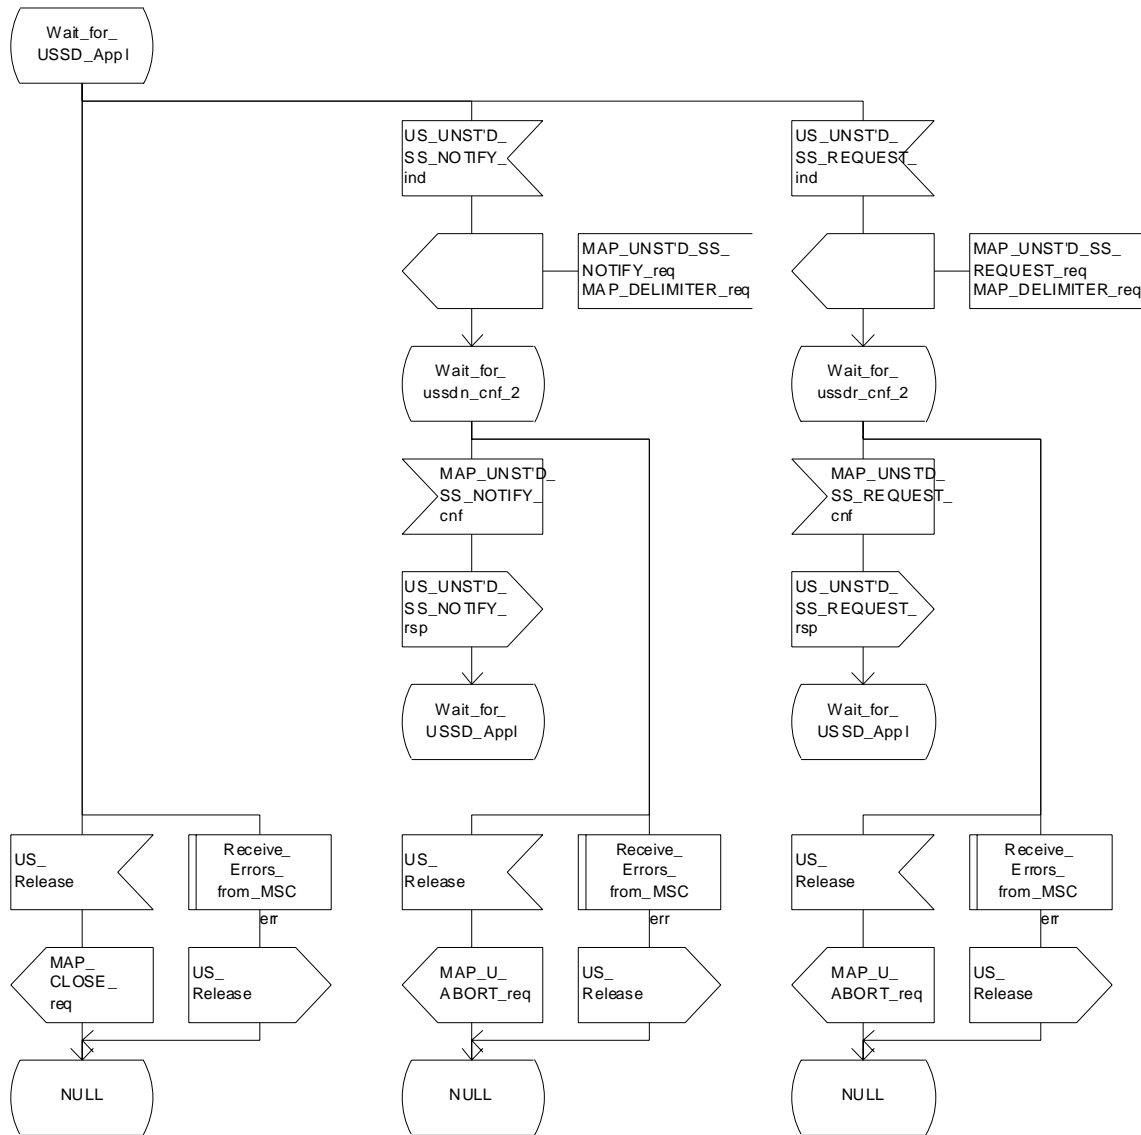 Wait_for_
USSD_Appl
US_UNST'D_
SS_NOTIFY_
ind
US_UNST'D_
SS_REQUEST_
ind
MAP_UNST'D_SS_
NOTIFY_req
MAP_DELIMITER_req
MAP_UNST'D_SS_
REQUEST_req
MAP_DELIMITER_req
Wait_for_
ussdn_cnf_2
Wait_for_
ussdr_cnf_2
MAP_UNST'D_
SS_NOTIFY_
cnf
MAP_UNST'D_
SS_REQUEST_
cnf
US_UNST'D_
SS_NOTIFY_
rsp
US_UNST'D_
SS_REQUEST_
rsp
Wait_for_
USSD_Appl
Wait_for_
USSD_Appl
US_
Release
Receive_
Errors_
from_MSC
err
US_
Release
Receive_
Errors_
from_MSC
err
US_
Release
Receive_
Errors_
from_MSC
err
MAP_
CLOSE_
req
US_
Release
MAP_U_
ABORT_req
US_
Release
MAP_U_
ABORT_req
US_
Release
NULL
NULL
NULL